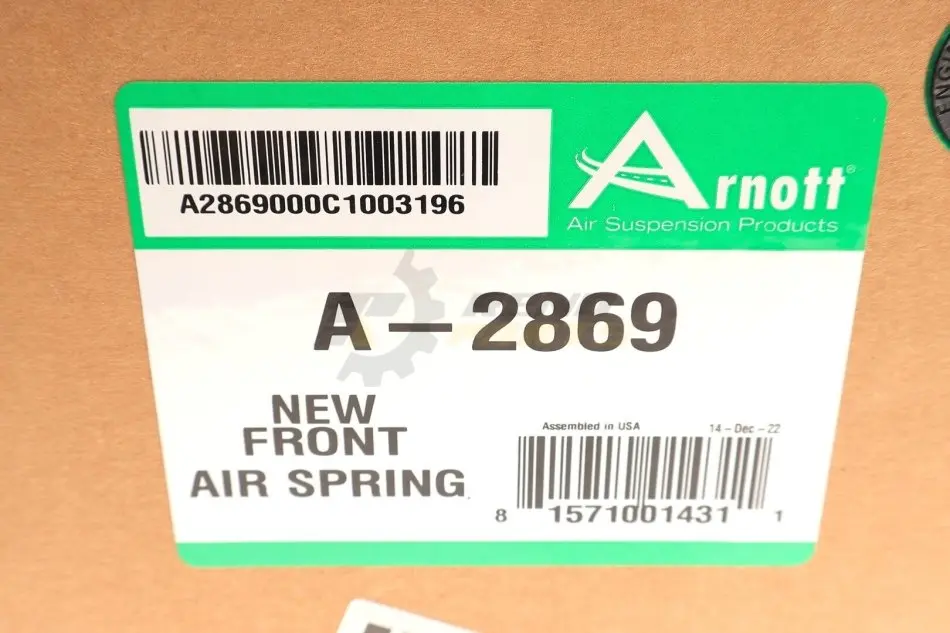 A2869000C1003196
Arnott®
Air Suspension Products
A—2869
NEW
FRONT
AIR SPRING
Assembled in USA 14-Dec-22
8 1571001431 1